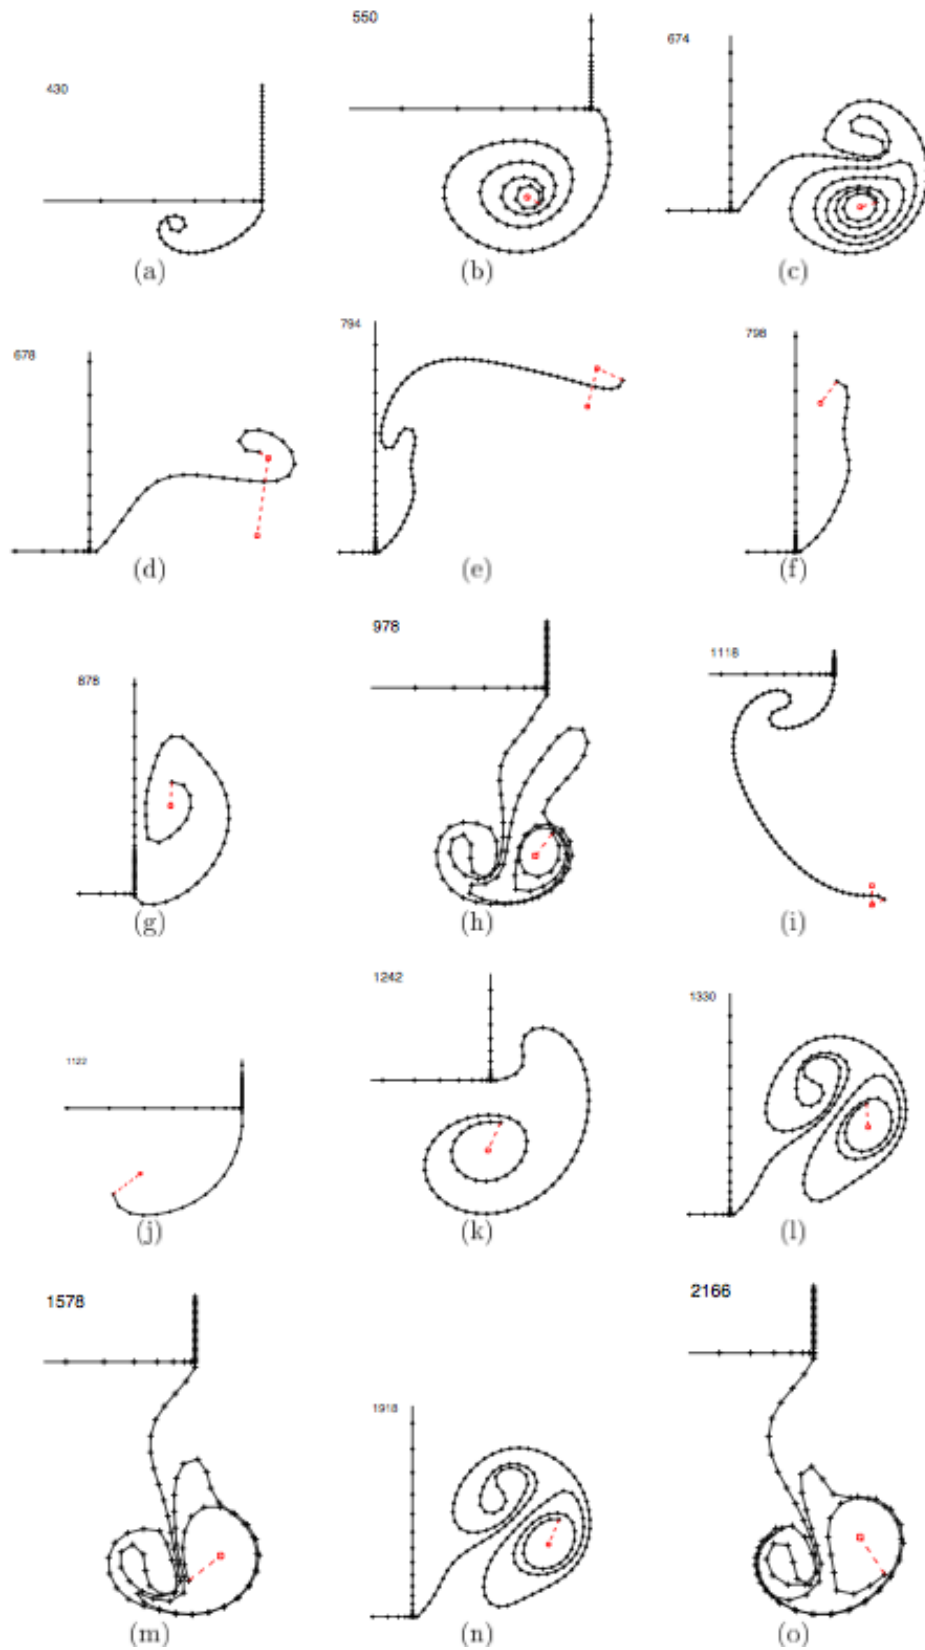 430
550
674
(a)
(b)
(c)
678
794
798
(d)
(e)
(f)
878
978
1118
(g)
(h)
(i)
1122
1242
1330
(j)
(k)
(l)
1578
1918
2166
(m)
(n)
(o)